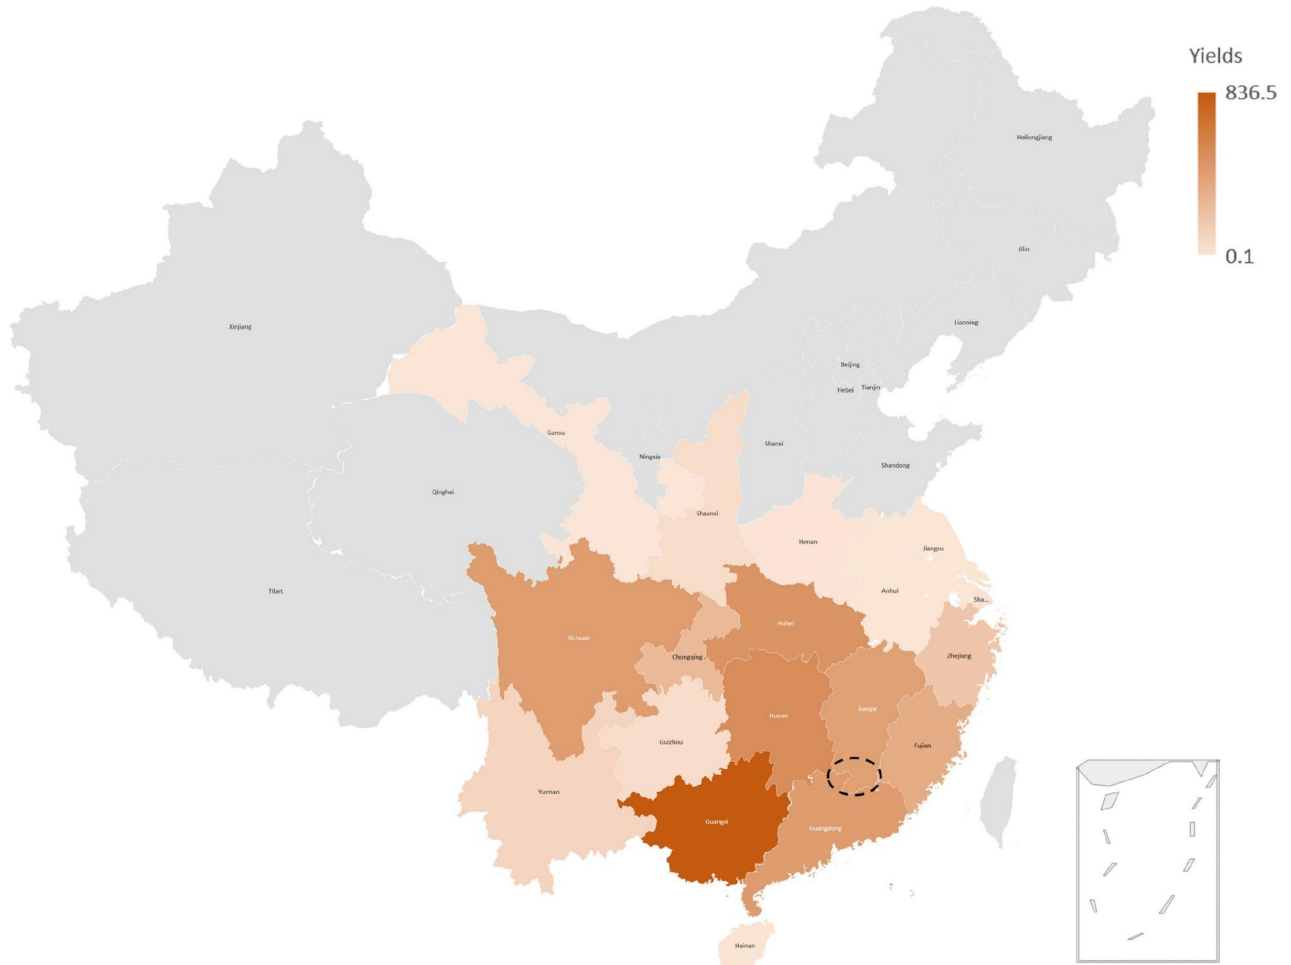 Yields
836.5
0.1
Heilongjiang
Jilin
Liaoning
Xinjiang
Beijing
Hebei
Tianjin
Gansu
Shanxi
Ningxia
Shandong
Qinghai
Shaanxi
Henan
Jiangsu
Anhui
Tibet
Sha...
Sichuan
Hubei
Chongqing
Zhejiang
Jiangxi
Hunan
Guizhou
Fujian
Yunnan
Guangxi
Guangdong
Hainan